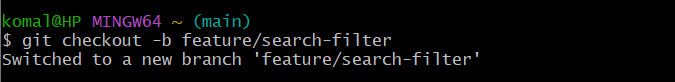 komal@HP MINGW64 ~ (main)
$ git checkout -b feature/search-filter
Switched to a new branch 'feature/search-filter'